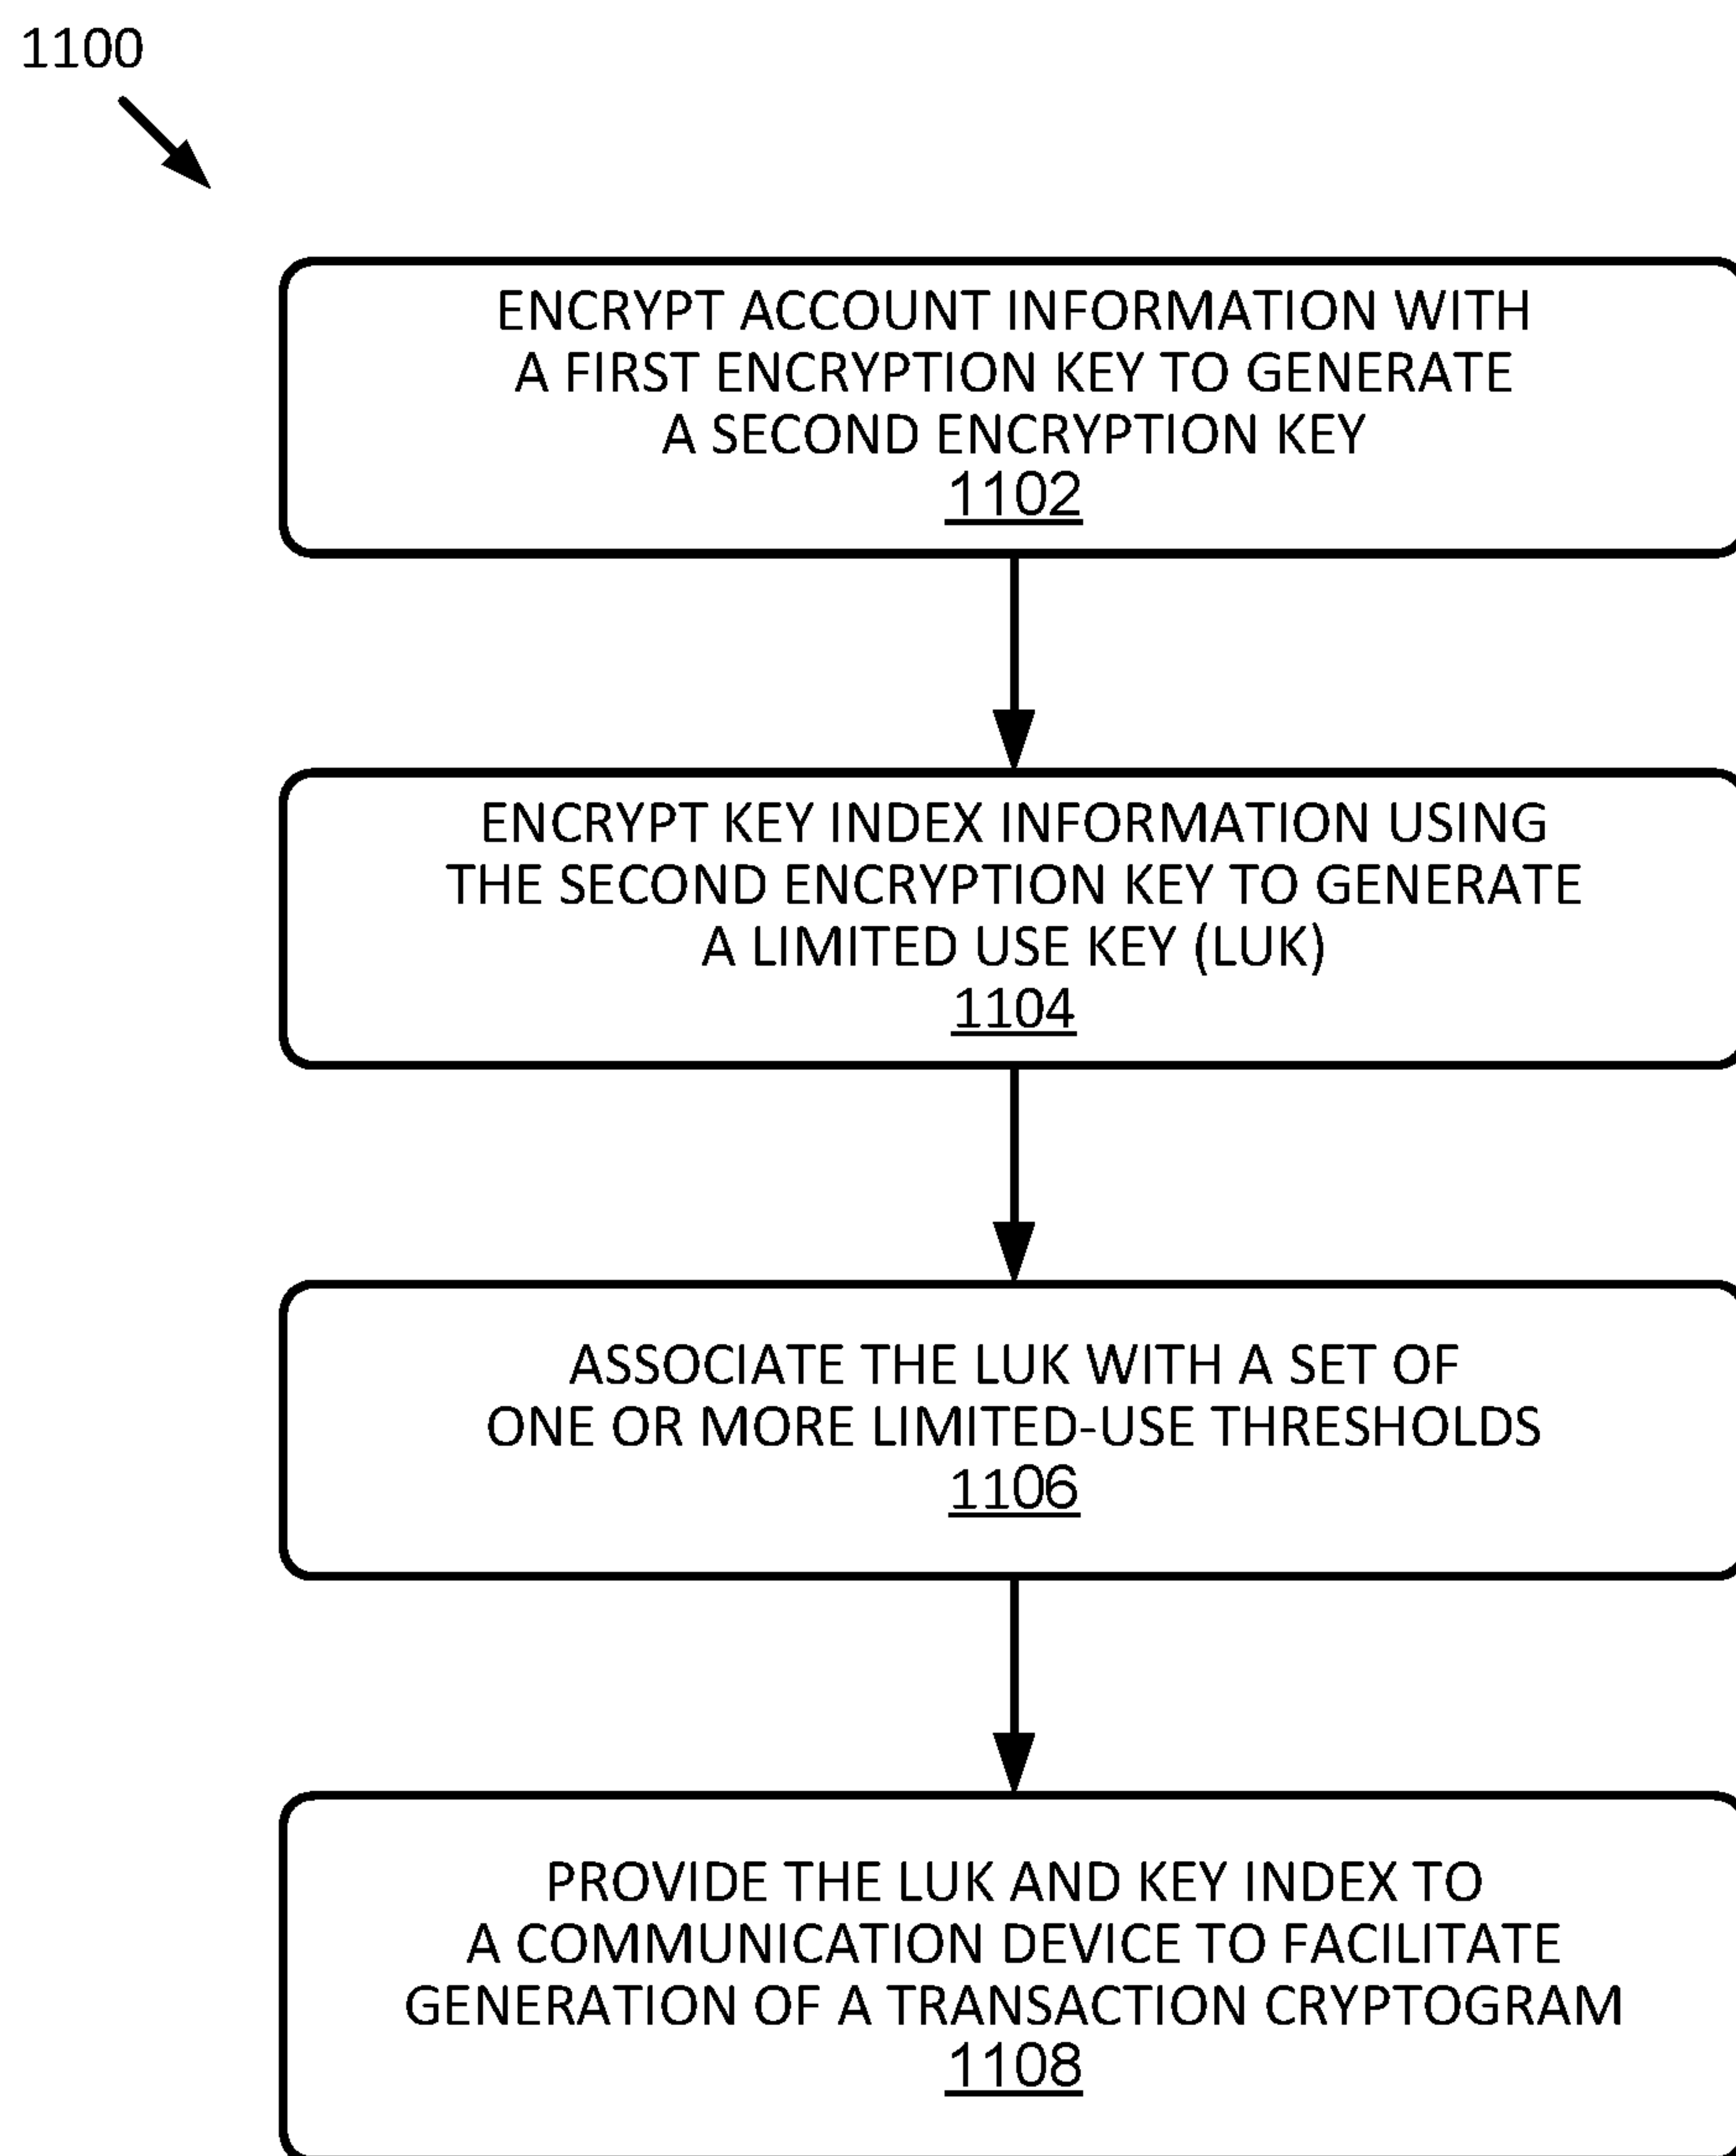 1100
ENCRYPT ACCOUNT INFORMATION WITH
A FIRST ENCRYPTION KEY TO GENERATE
A SECOND ENCRYPTION KEY
1102
ENCRYPT KEY INDEX INFORMATION USING
THE SECOND ENCRYPTION KEY TO GENERATE
A LIMITED USE KEY (LUK)
1104
ASSOCIATE THE LUK WITH A SET OF
ONE OR MORE LIMITED-USE THRESHOLDS
1106
PROVIDE THE LUK AND KEY INDEX TO
A COMMUNICATION DEVICE TO FACILITATE
GENERATION OF A TRANSACTION CRYPTOGRAM
1108